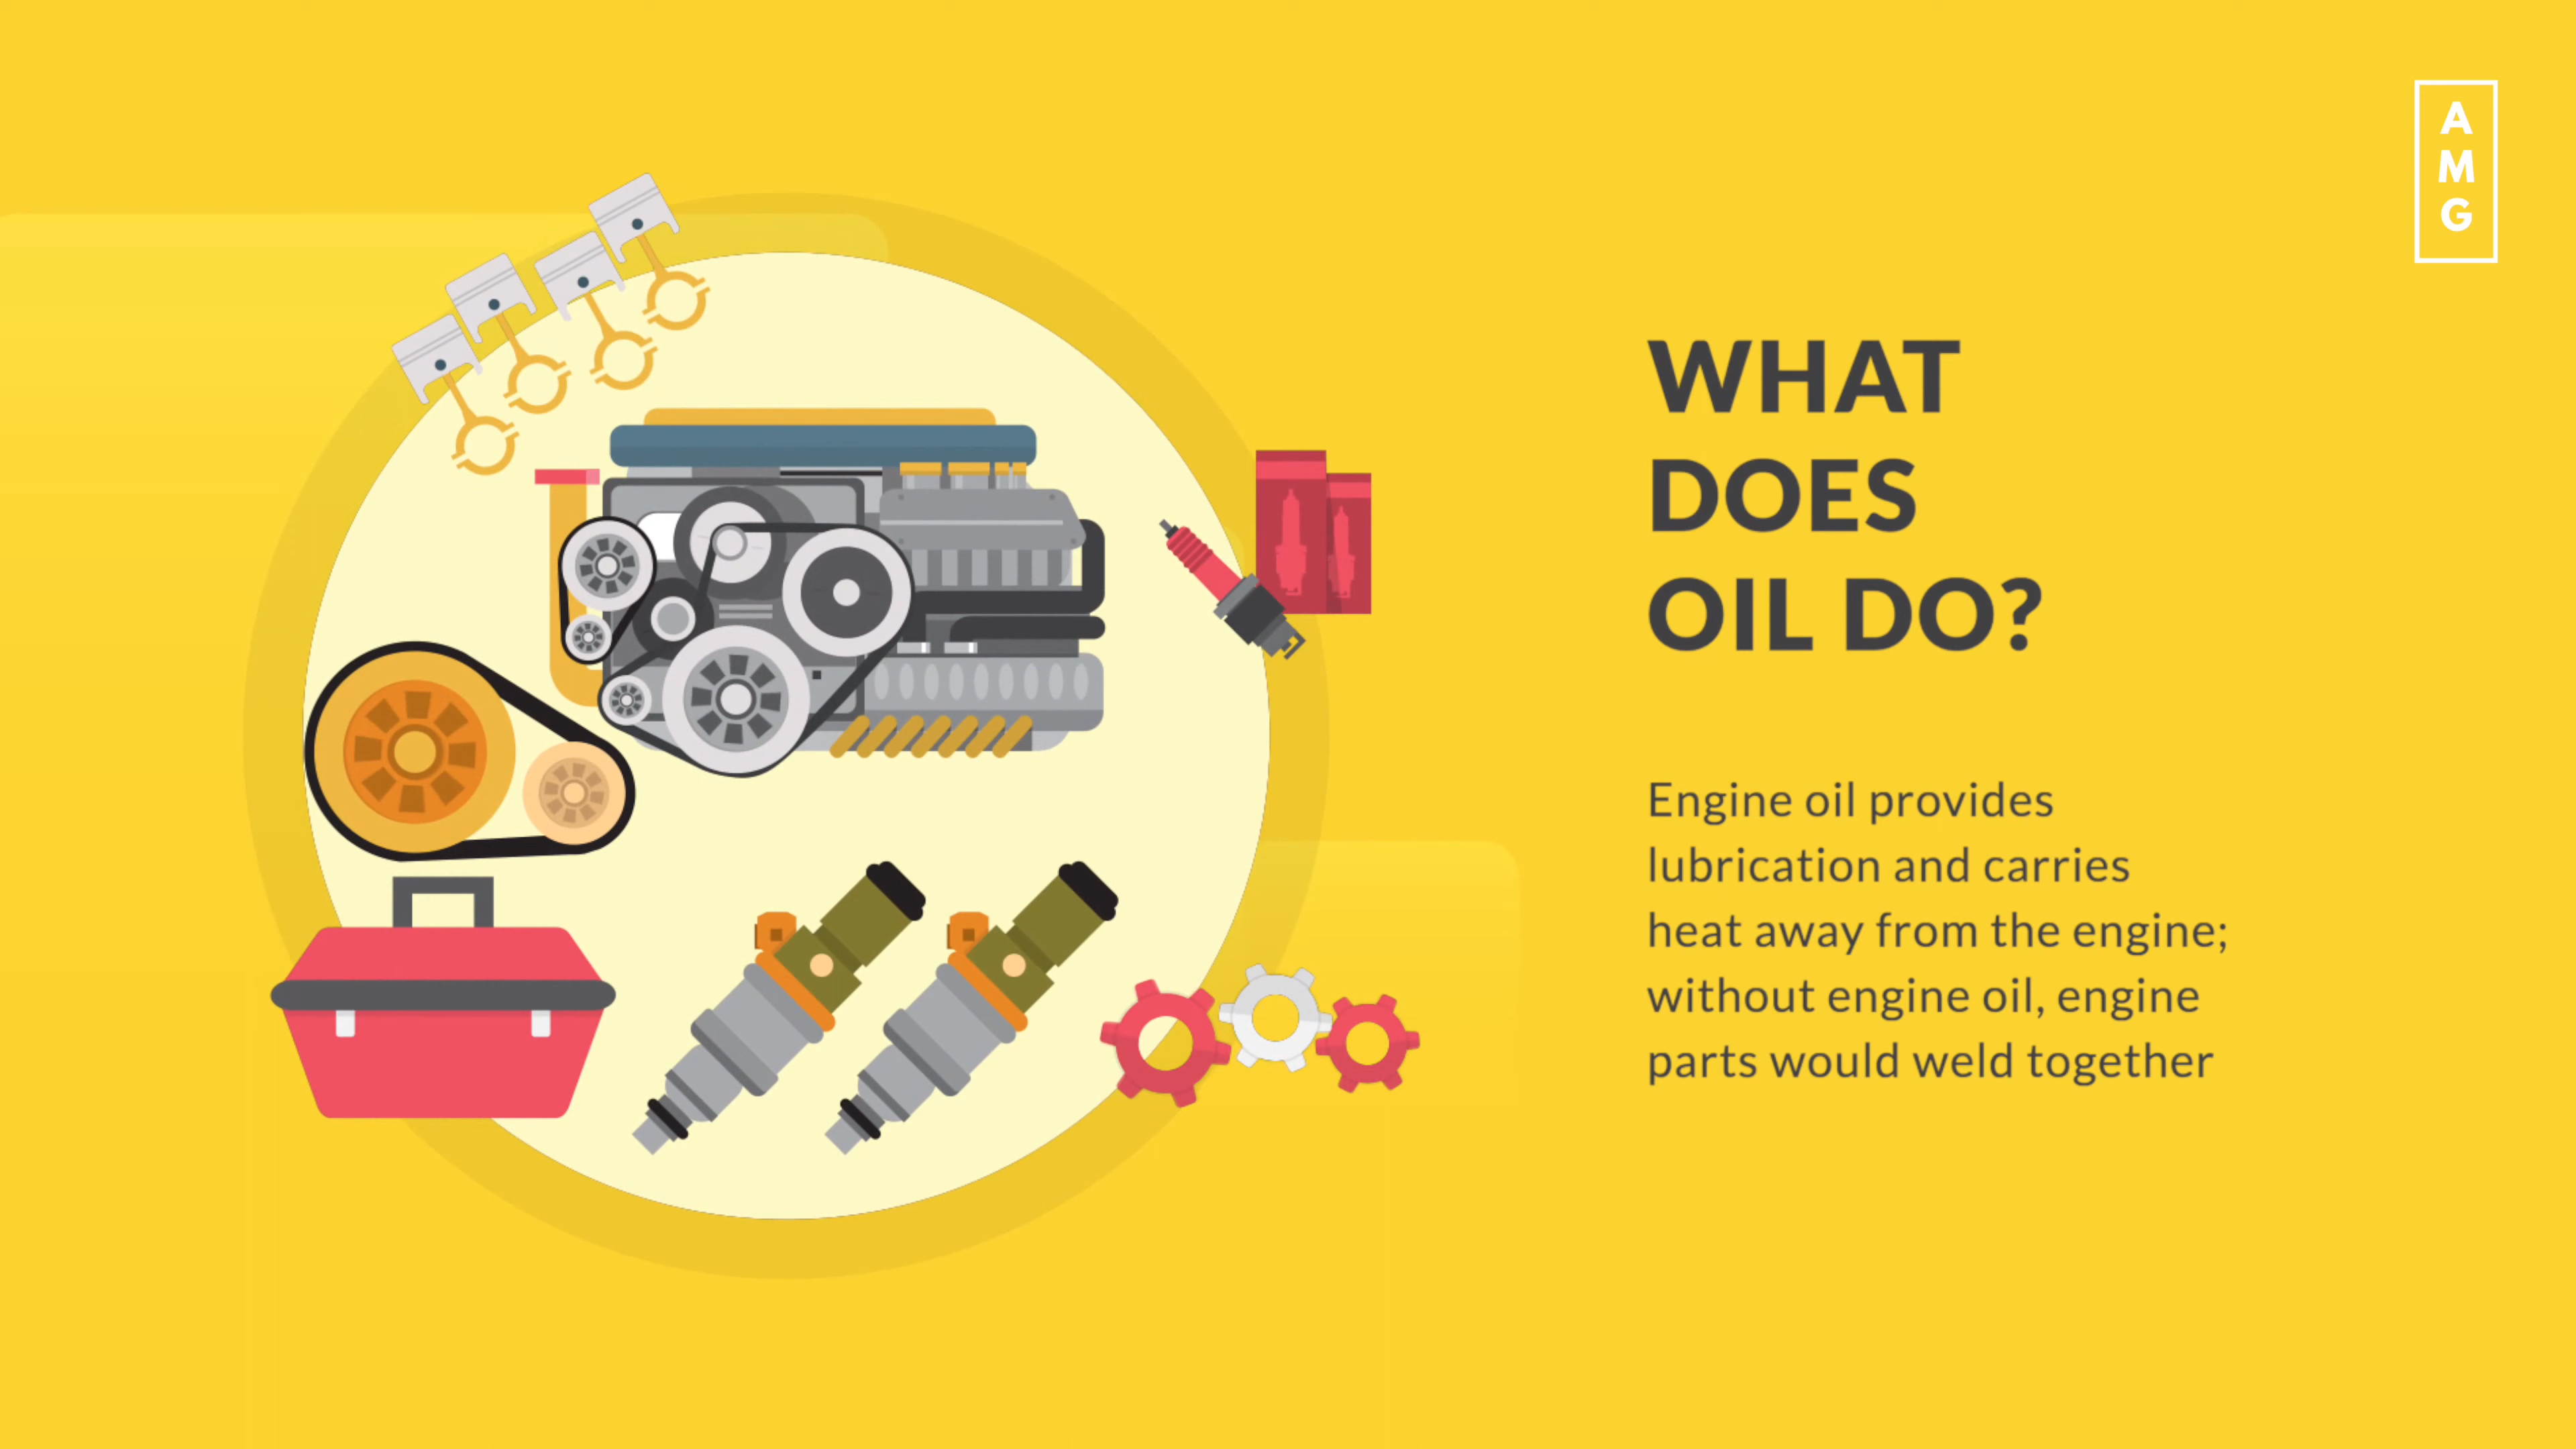 A
M
G
WHAT
DOES
OIL DO?
Engine oil provides
lubrication and carries
heat away from the engine;
without engine oil, engine
parts would weld together